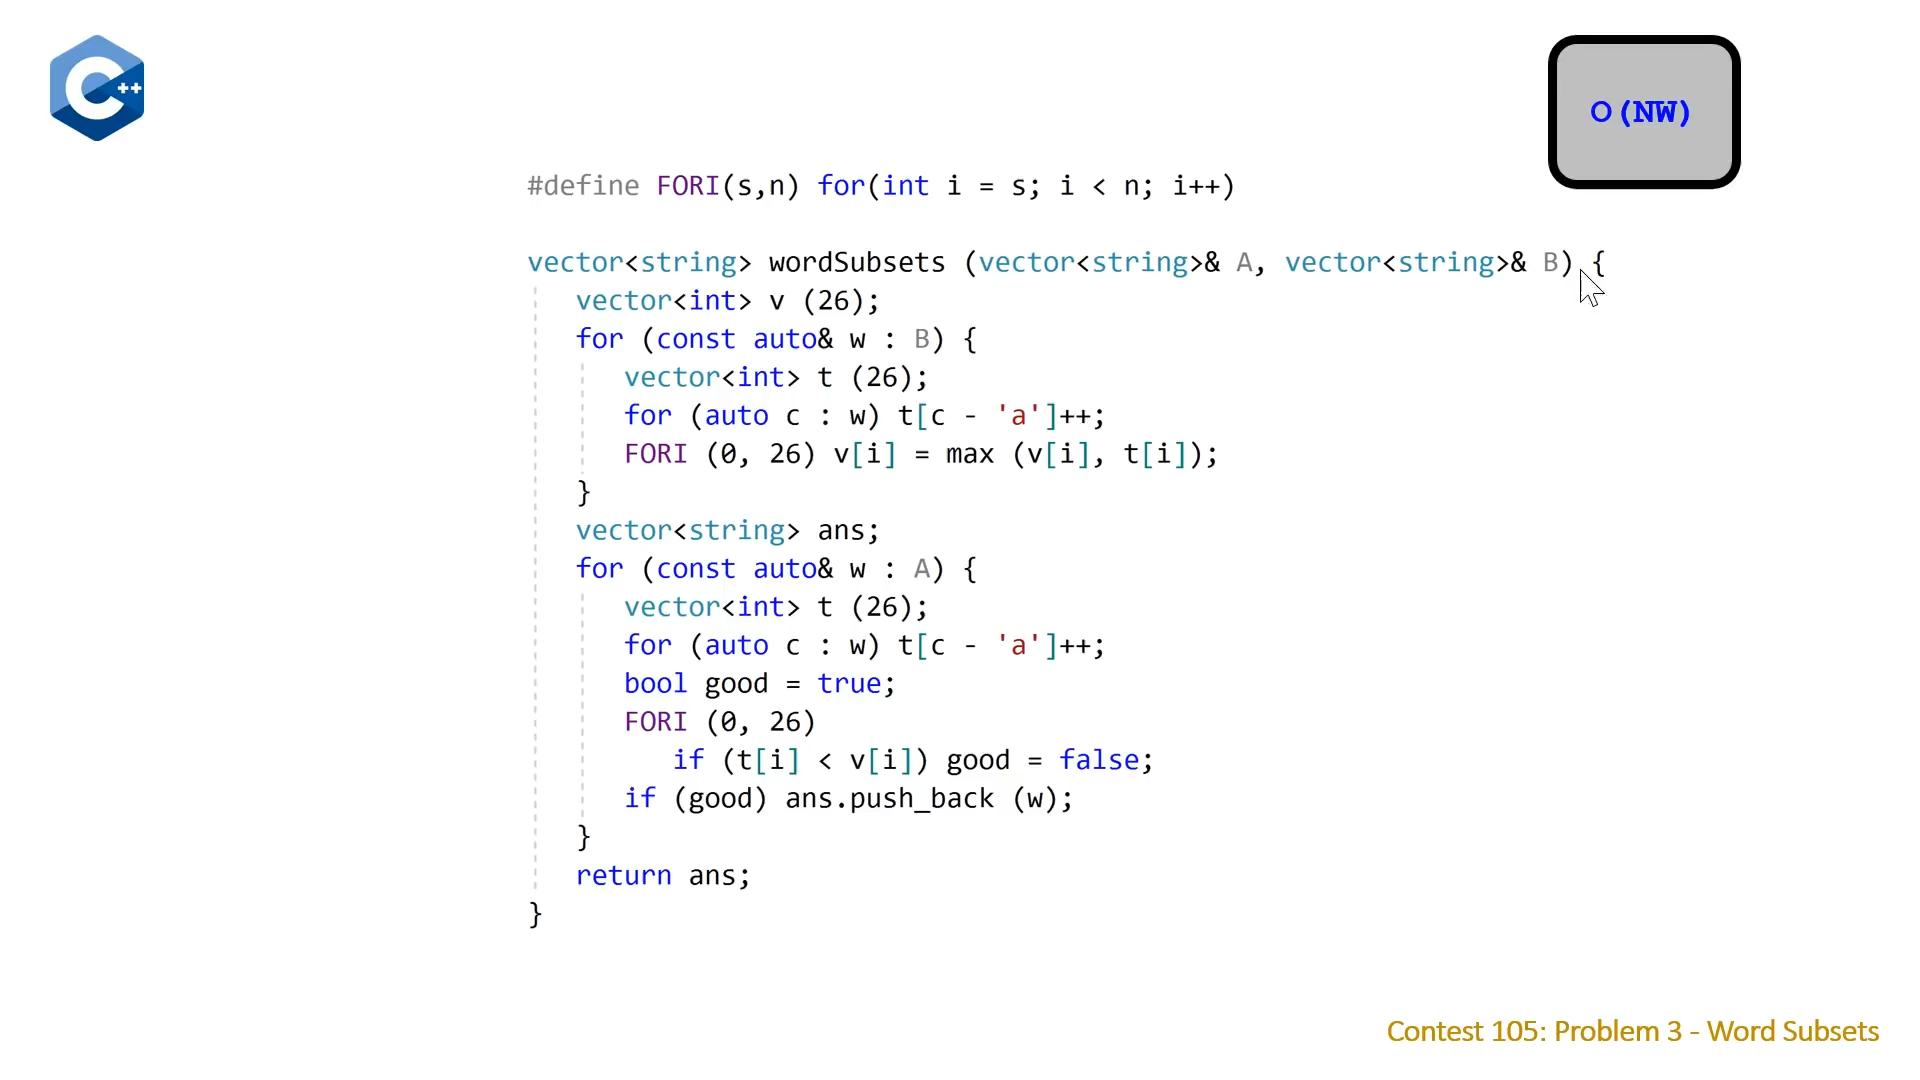 C++
O(NW)
#define FORI(s,n) for(int i = s; i < n; i++)
vector<string> wordSubsets (vector<string>& A, vector<string>& B) {
   vector<int> v (26);
   for (const auto& w : B) {
      vector<int> t (26);
      for (auto c : w) t[c - 'a']++;
      FORI (0, 26) v[i] = max (v[i], t[i]);
   }
   vector<string> ans;
   for (const auto& w : A) {
      vector<int> t (26);
      for (auto c : w) t[c - 'a']++;
      bool good = true;
      FORI (0, 26)
         if (t[i] < v[i]) good = false;
      if (good) ans.push_back (w);
   }
   return ans;
}
Contest 105: Problem 3 - Word Subsets